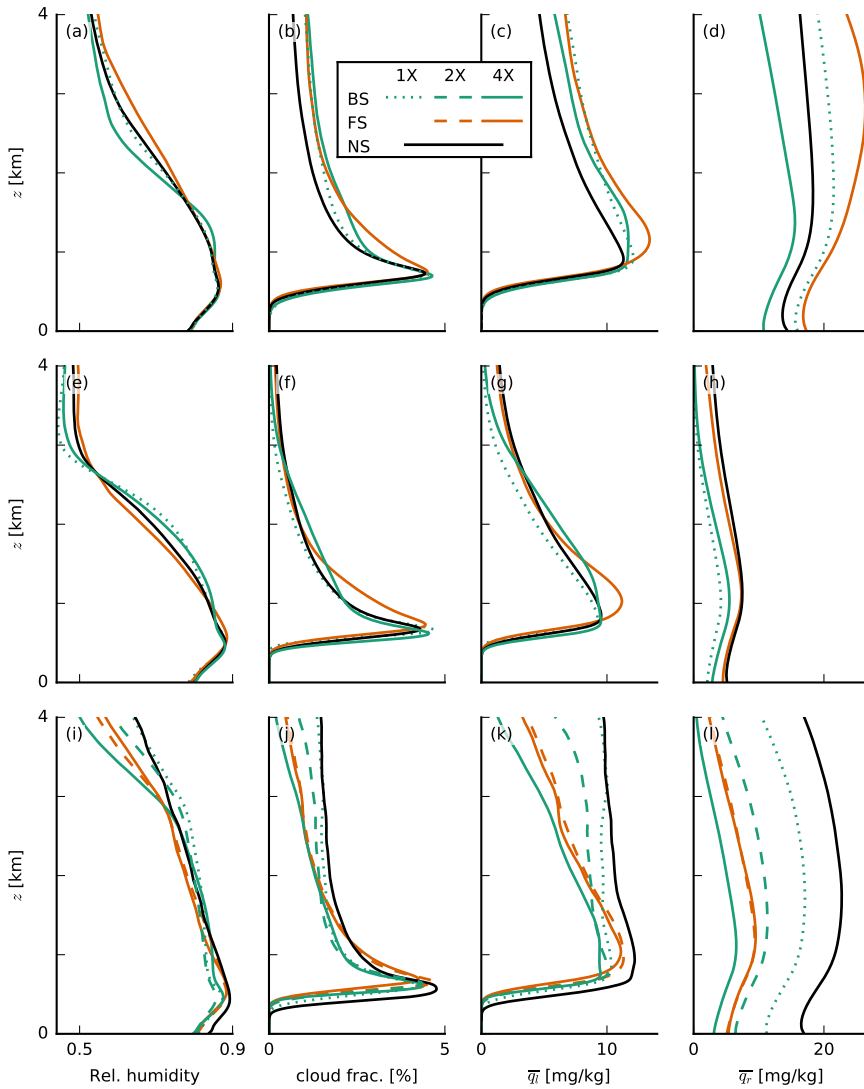 4
(a)
(b)
(c)
(d)
1X 2X 4X
BS
FS
NS
z [km]
0
4
(e)
(f)
(g)
(h)
z [km]
0
4
(i)
(j)
(k)
(l)
z [km]
0
0.5 0.9 0 5 0 10 0 20
Rel. humidity cloud frac. [%] q̅l̅ [mg/kg] q̅r̅ [mg/kg]